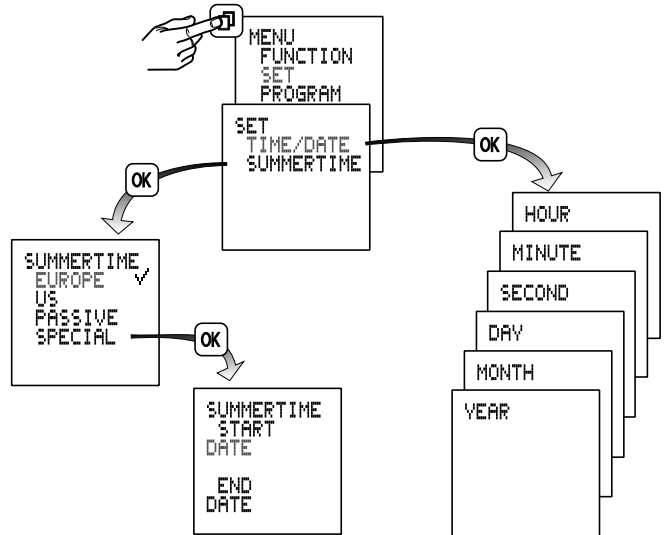 MENU
FUNCTION
SET
PROGRAM
SET
TIME/DATE
SUMMERTIME
OK
OK
SUMMERTIME
EUROPE ✓
US
PASSIVE
SPECIAL
OK
SUMMERTIME
START
DATE
END
DATE
HOUR
MINUTE
SECOND
DAY
MONTH
YEAR